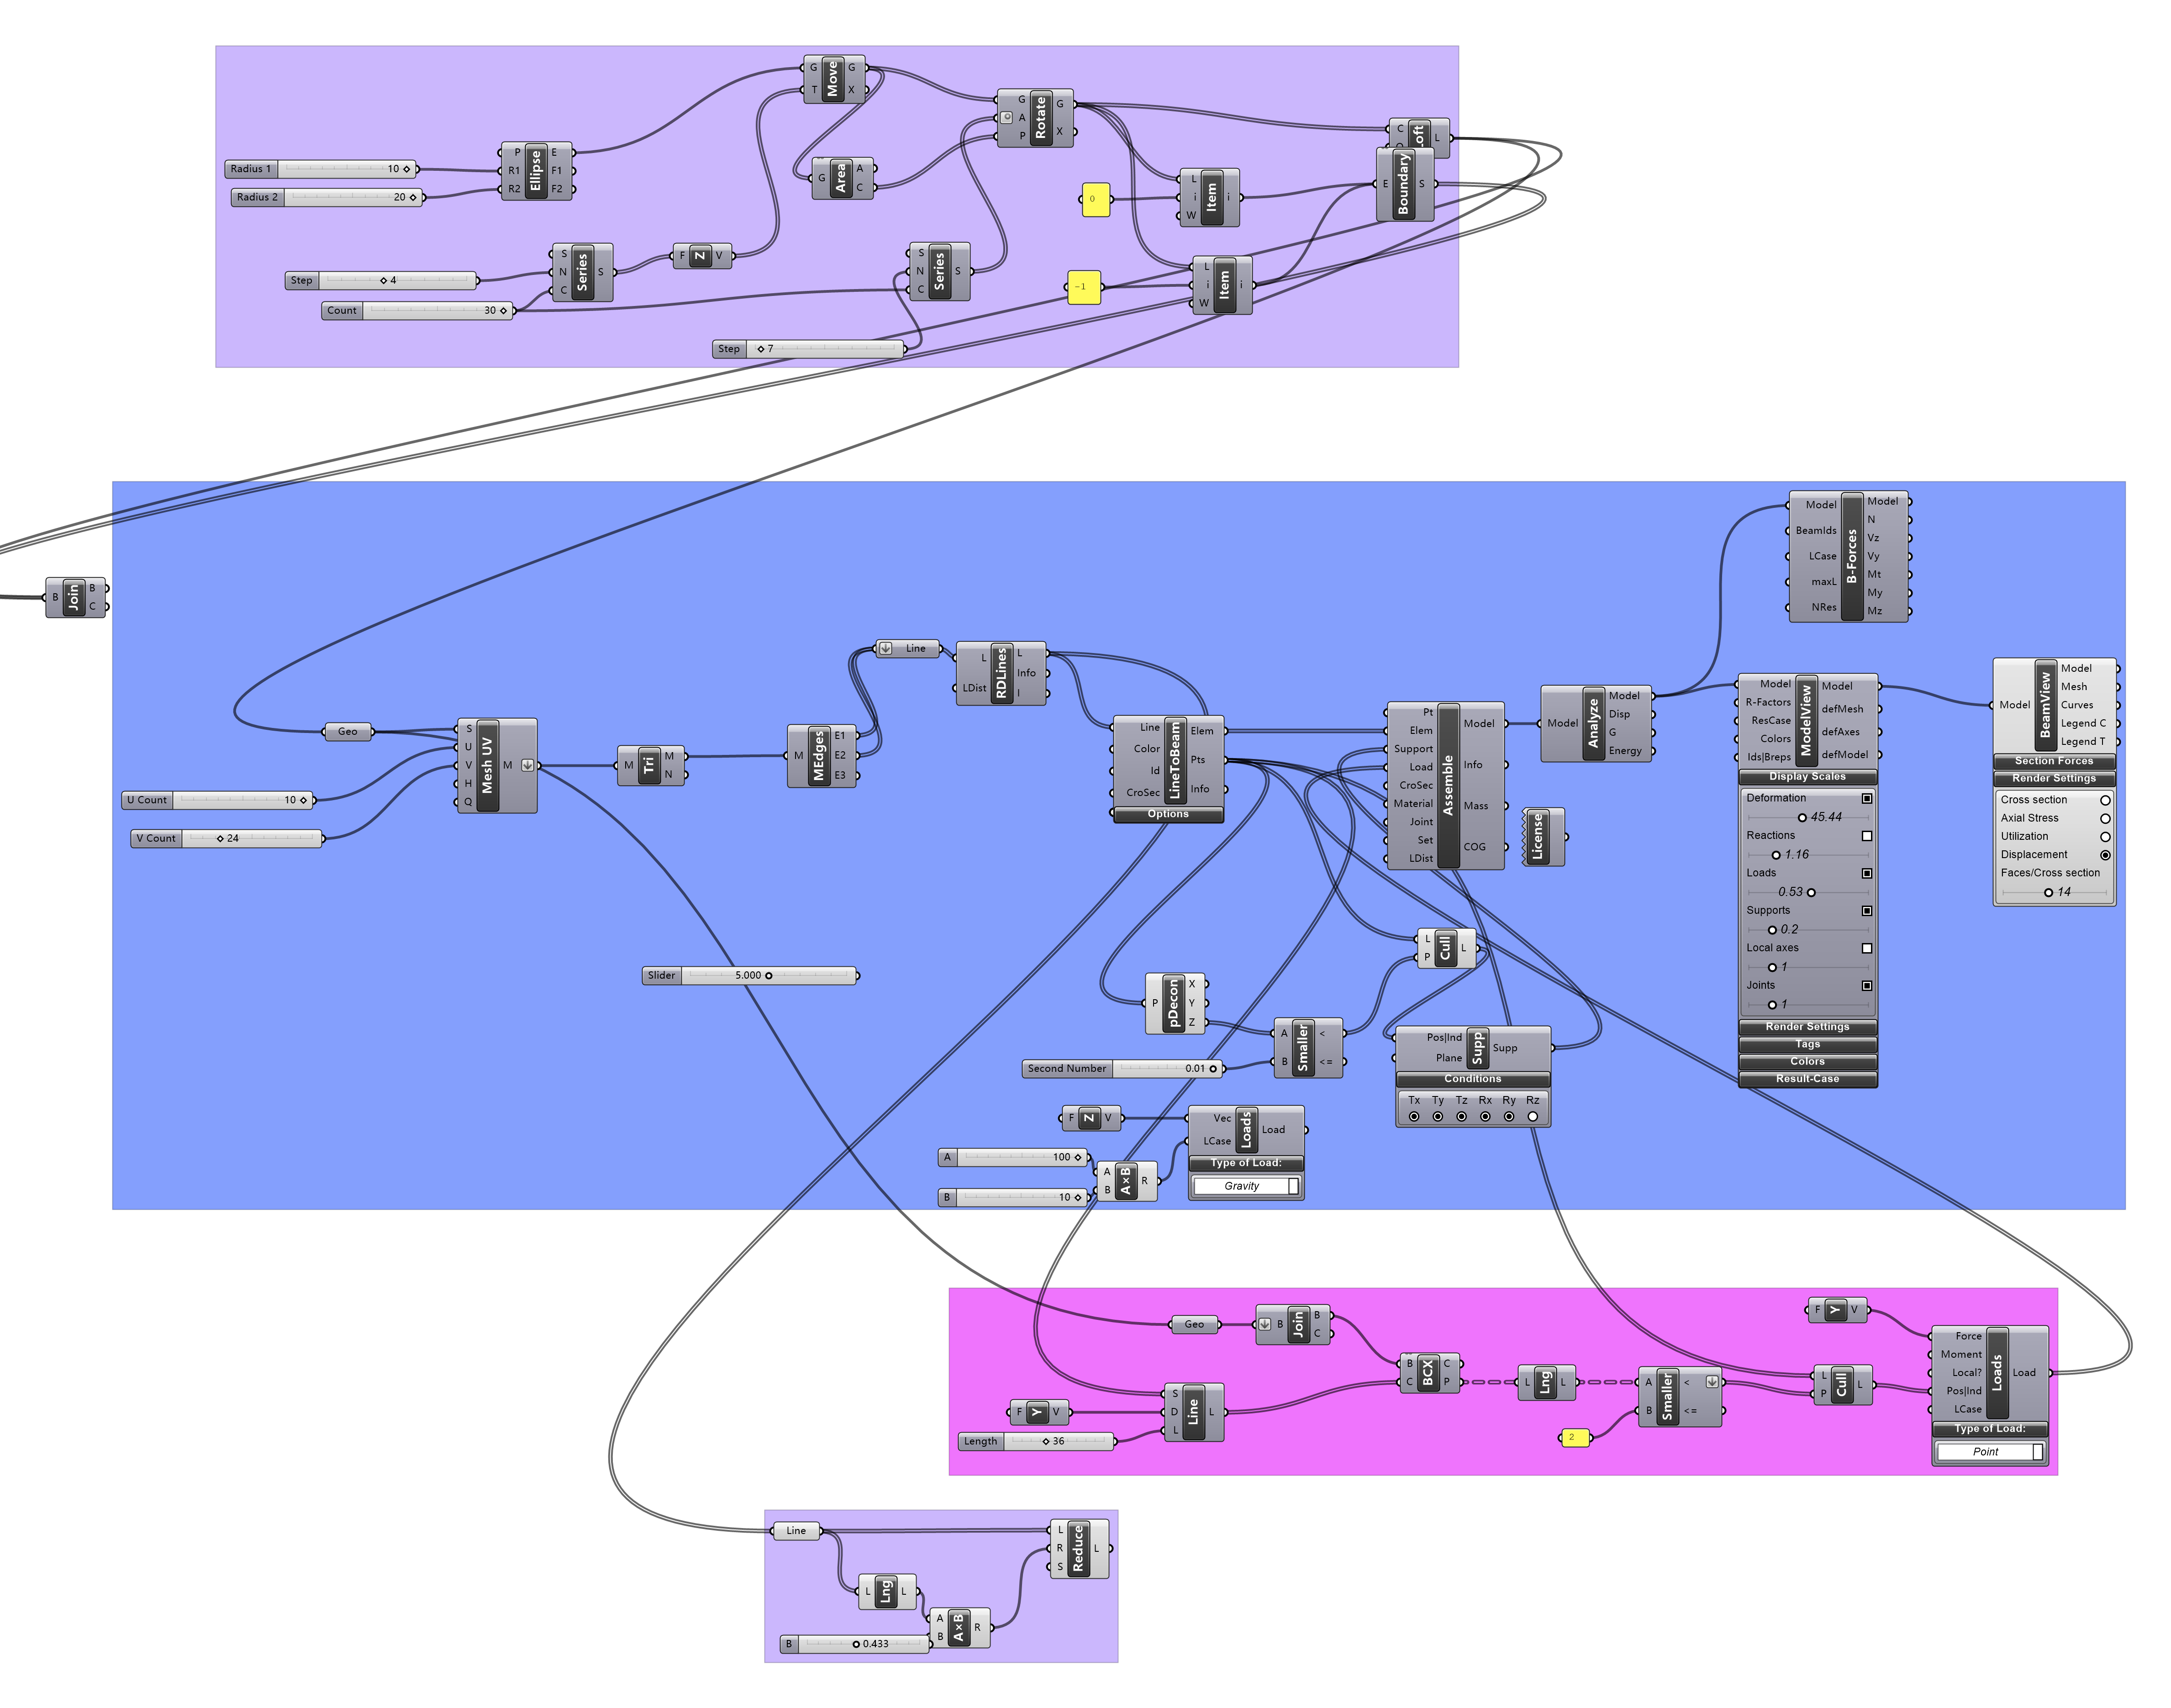 Move
G G
T X
Rotate
G G
A
P X
Loft
C L
Ellipse
P E
R1 F1
R2 F2
Radius 1 10
Radius 2 20
Area
G A
C
0
Item
L
i i
W
Boundary
E S
Series
S
N S
C
Z
F V
Step 4
Count 30
Series
S
N S
C
-1
Item
L
i i
W
Step 7
B-Forces
Model Model
BeamIds N
Vz
LCase Vy
maxL Mt
My
NRes Mz
Join
B B
C
Line
RDLines
L L
Info
LDist I
Geo
Mesh UV
S
U
V M
H
Q
U Count 10
V Count 24
Tri
M M
N
MEdges
M E1
E2
E3
LineToBeam
Line Elem
Color
Id Pts
CroSec Info
Options
Assemble
Pt
Elem Model
Support
Load Info
CroSec
Material Mass
Joint
Set COG
LDist
Analyze
Model Model
Disp
G
Energy
License
ModelView
Model Model
R-Factors defMesh
ResCase
Colors defAxes
Ids|Breps defModel
Display Scales
Deformation
45.44
Reactions
1.16
Loads
0.53
Supports
0.2
Local axes
1
Joints
1
Render Settings
Tags
Colors
Result-Case
BeamView
Model Model
Mesh
Curves
Legend C
Legend T
Section Forces
Render Settings
Cross section
Axial Stress
Utilization
Displacement
Faces/Cross section
14
Slider 5.000
Cull
L L
P
pDecon
P X
Y
Z
Smaller
A <
B <=
Second Number 0.01
Supp
Pos|Ind Supp
Plane
Conditions
Tx Ty Tz Rx Ry Rz
Z
F V
Loads
Vec Load
LCase
Type of Load:
Gravity
A 100
B 10
A×B
A R
B
Geo
Join
B B
C
BCX
B C
C P
Lng
L L
Smaller
A <
B <=
2
Cull
L L
P
Y
F V
Loads
Force
Moment
Local? Load
Pos|Ind
LCase
Type of Load:
Point
Y
F V
Length 36
Line
S
D L
L
Line
Reduce
L
R L
S
Lng
L L
A×B
A R
B
B 0.433